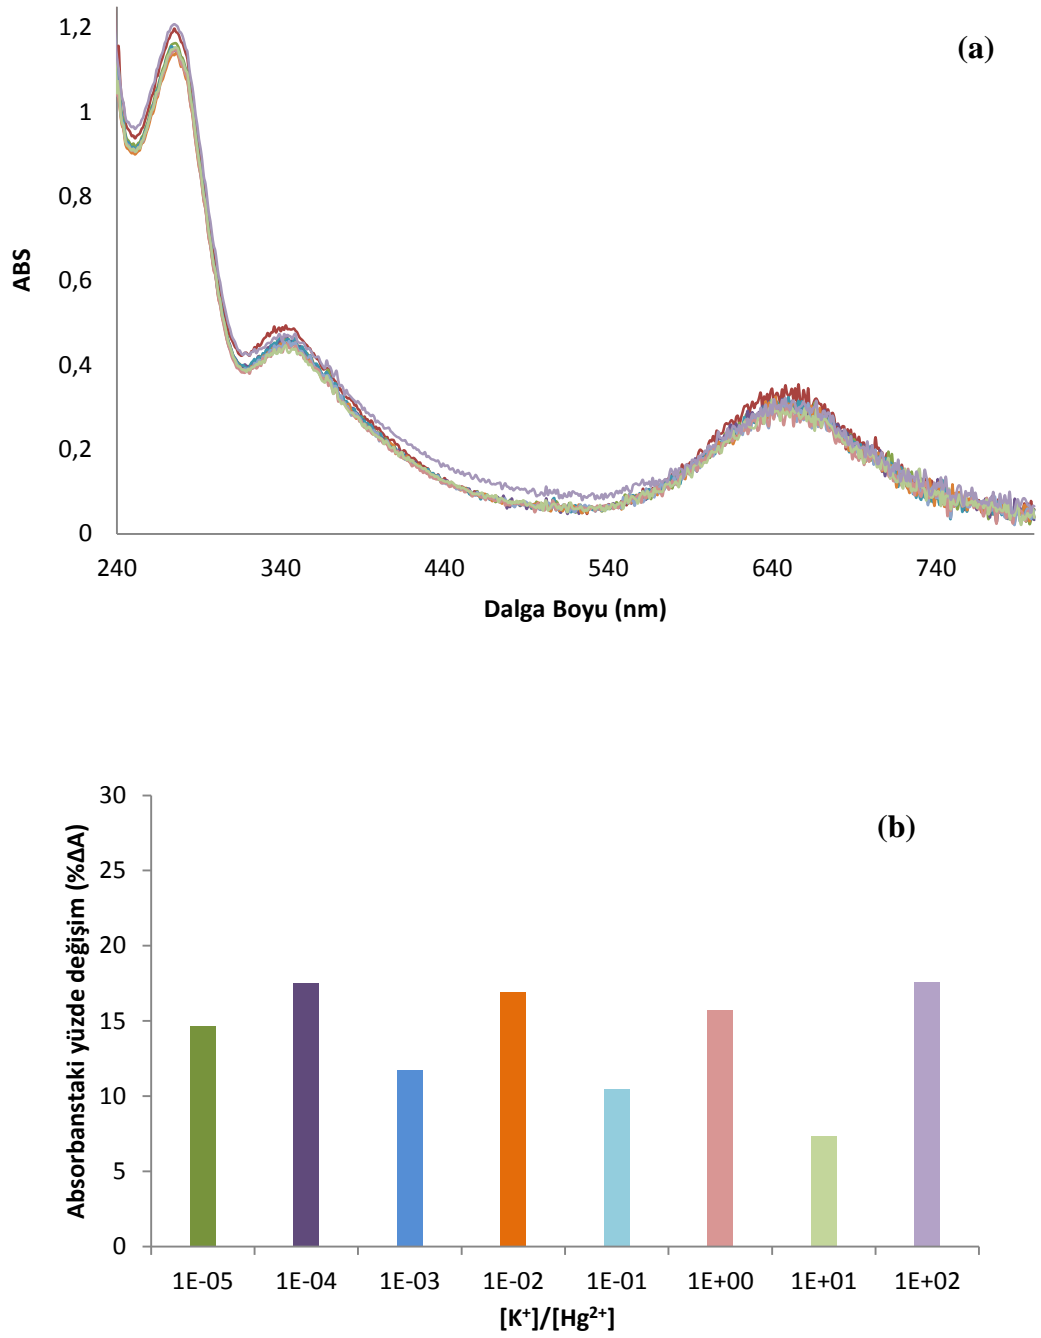 1,2
(a)
1
0,8
ABS
0,6
0,4
0,2
0
240 340 440 540 640 740
Dalga Boyu (nm)
30
(b)
25
20
15
10
5
0
Absorbanstaki yüzde değişim (%ΔA)
1E-05 1E-04 1E-03 1E-02 1E-01 1E+00 1E+01 1E+02
[K⁺]/[Hg²⁺]